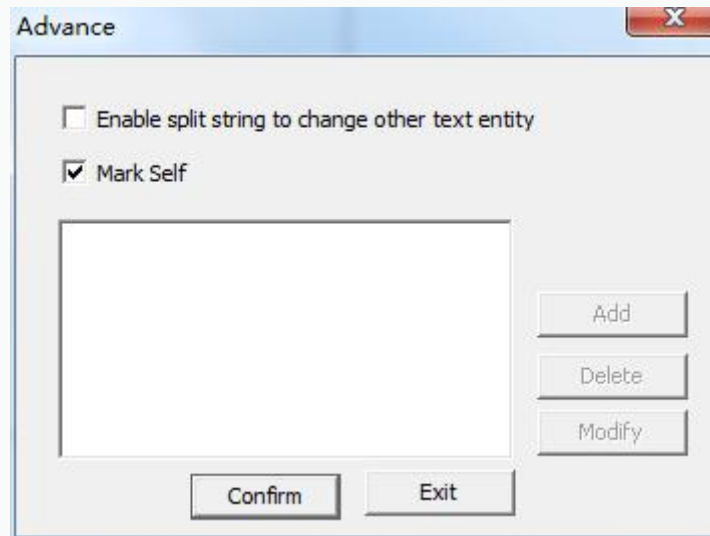 Advance
Enable split string to change other text entity
Mark Self
Add
Delete
Modify
Confirm
Exit